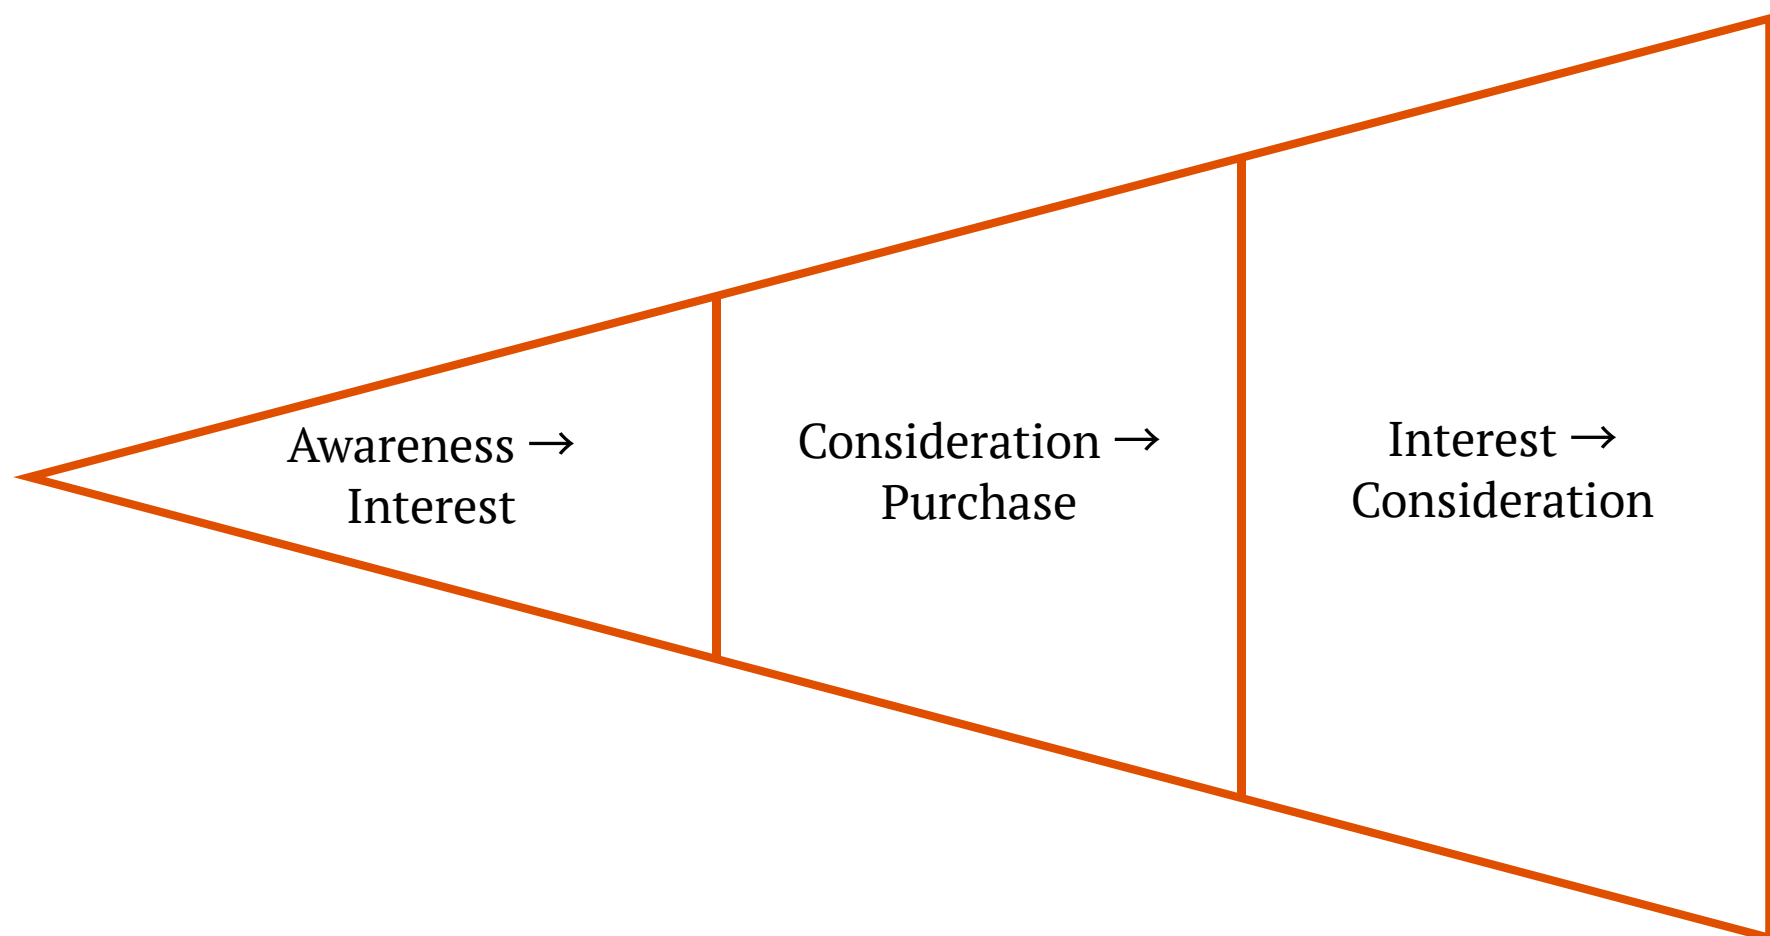 Awareness →
Interest
Consideration →
Purchase
Interest →
Consideration